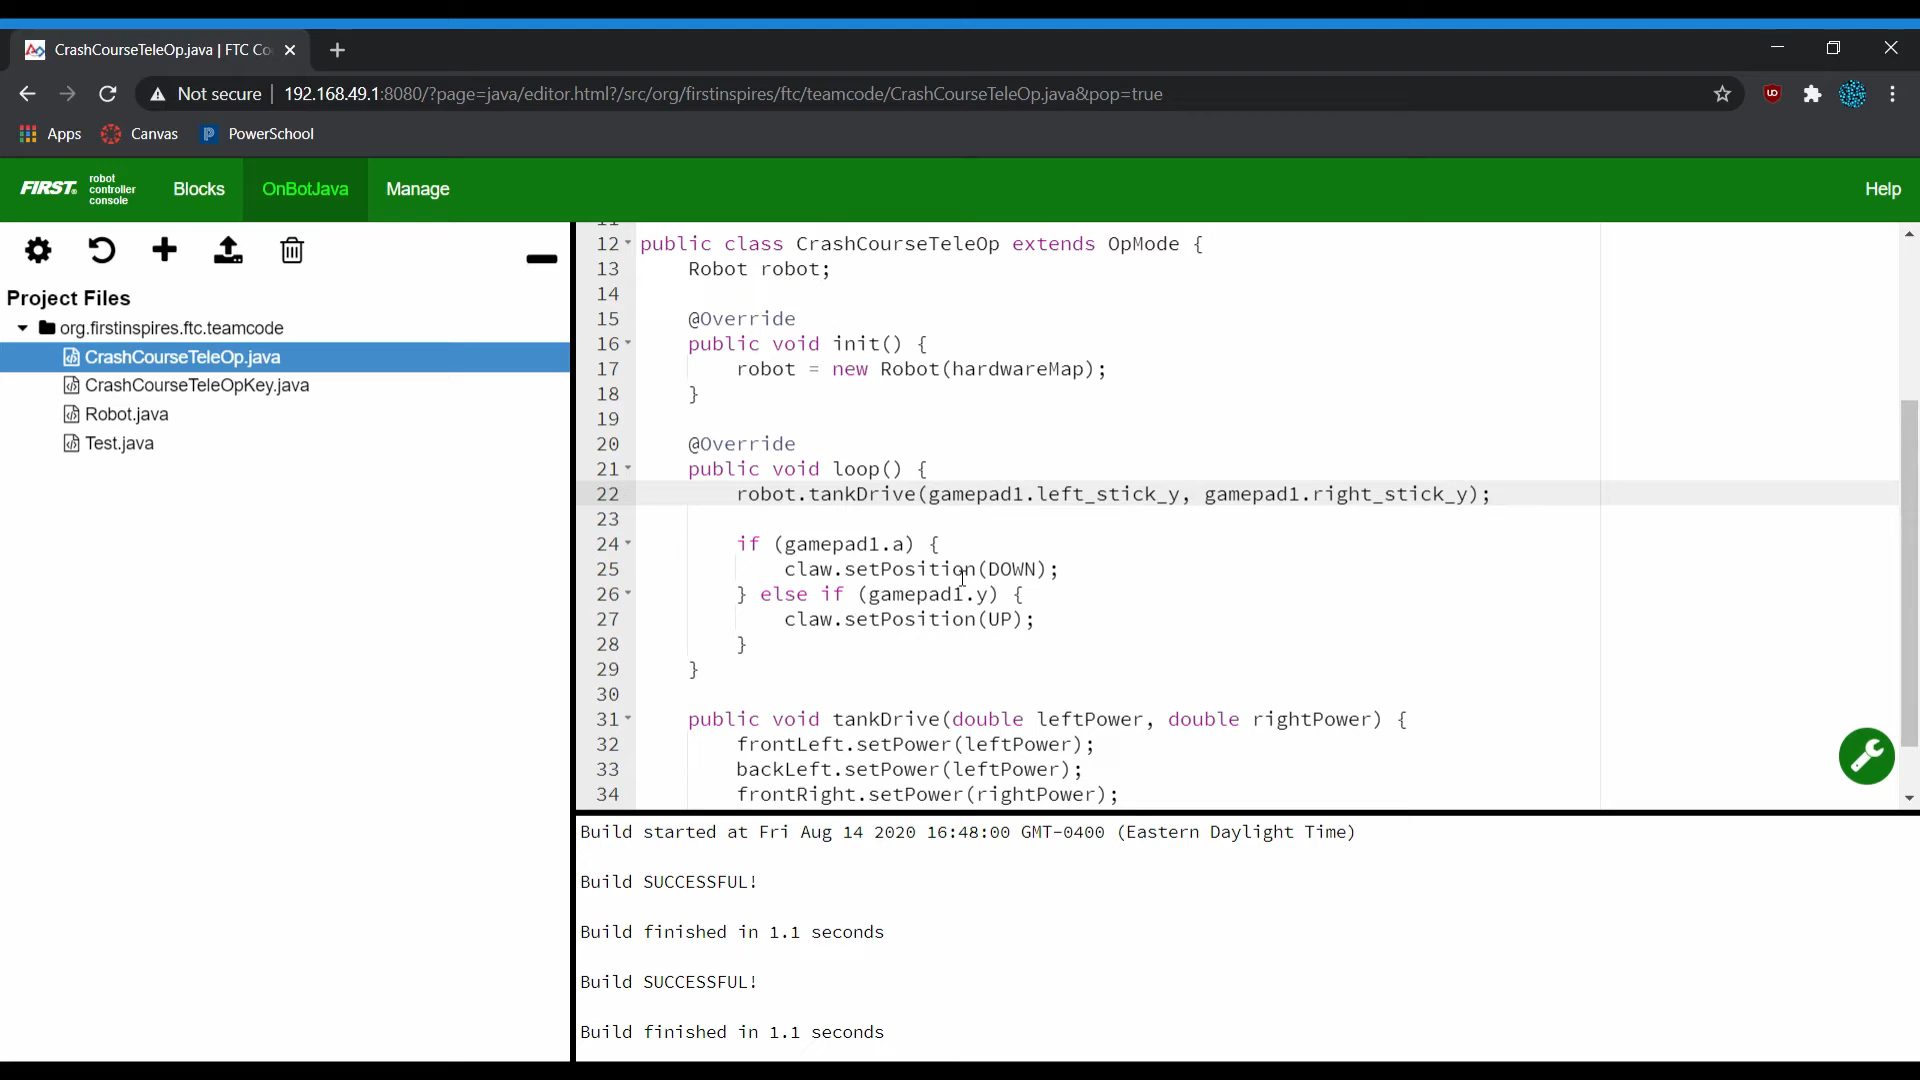 CrashCourseTeleOp.java | FTC Co
Not secure
192.168.49.1:8080/?page=java/editor.html?/src/org/firstinspires/ftc/teamcode/CrashCourseTeleOp.java&pop=true
Apps
Canvas
PowerSchool
FIRST. robot controller console
Blocks
OnBotJava
Manage
Help
Project Files
org.firstinspires.ftc.teamcode
CrashCourseTeleOp.java
CrashCourseTeleOpKey.java
Robot.java
Test.java
12 public class CrashCourseTeleOp extends OpMode {
13 Robot robot;
14
15 @Override
16 public void init() {
17 robot = new Robot(hardwareMap);
18 }
19
20 @Override
21 public void loop() {
22 robot.tankDrive(gamepad1.left_stick_y, gamepad1.right_stick_y);
23
24 if (gamepad1.a) {
25 claw.setPosition(DOWN);
26 } else if (gamepad1.y) {
27 claw.setPosition(UP);
28 }
29 }
30
31 public void tankDrive(double leftPower, double rightPower) {
32 frontLeft.setPower(leftPower);
33 backLeft.setPower(leftPower);
34 frontRight.setPower(rightPower);
Build started at Fri Aug 14 2020 16:48:00 GMT-0400 (Eastern Daylight Time)
Build SUCCESSFUL!
Build finished in 1.1 seconds
Build SUCCESSFUL!
Build finished in 1.1 seconds